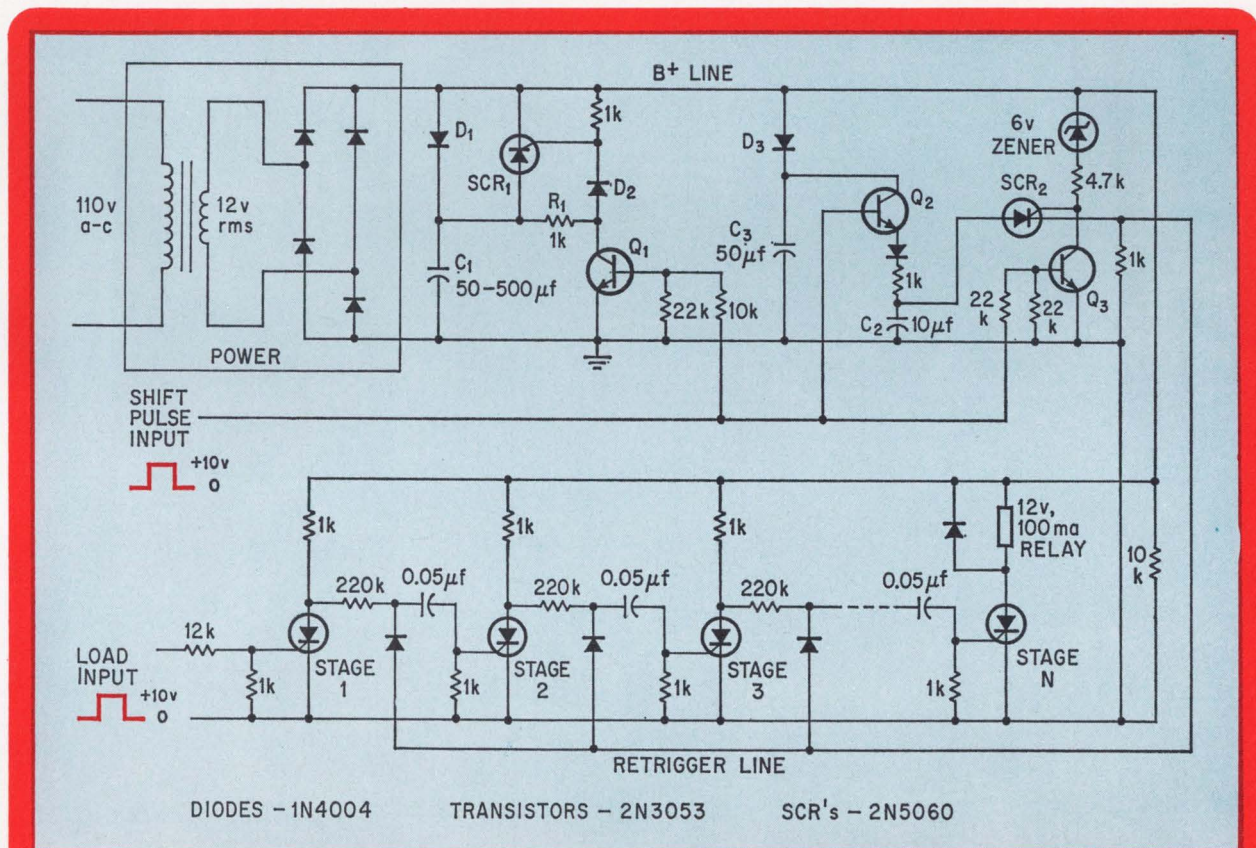 B+ LINE
110v
a-c
12v
rms
POWER
D1
SCR1
1k
D2
R1
1k
C1
50-500µf
Q1
22k
10k
D3
C3
50µf
Q2
1k
C2
10µf
6v
ZENER
SCR2
4.7k
1k
22
k
22
k
Q3
SHIFT
PULSE
INPUT
+10v
0
1k
1k
1k
12v,
100ma
RELAY
10
k
220k
0.05µf
220k
0.05µf
220k
0.05µf
12k
LOAD
INPUT
+10v
0
1k
STAGE
1
1k
STAGE
2
1k
STAGE
3
1k
STAGE
N
RETRIGGER LINE
DIODES - 1N4004
TRANSISTORS - 2N3053
SCR's - 2N5060